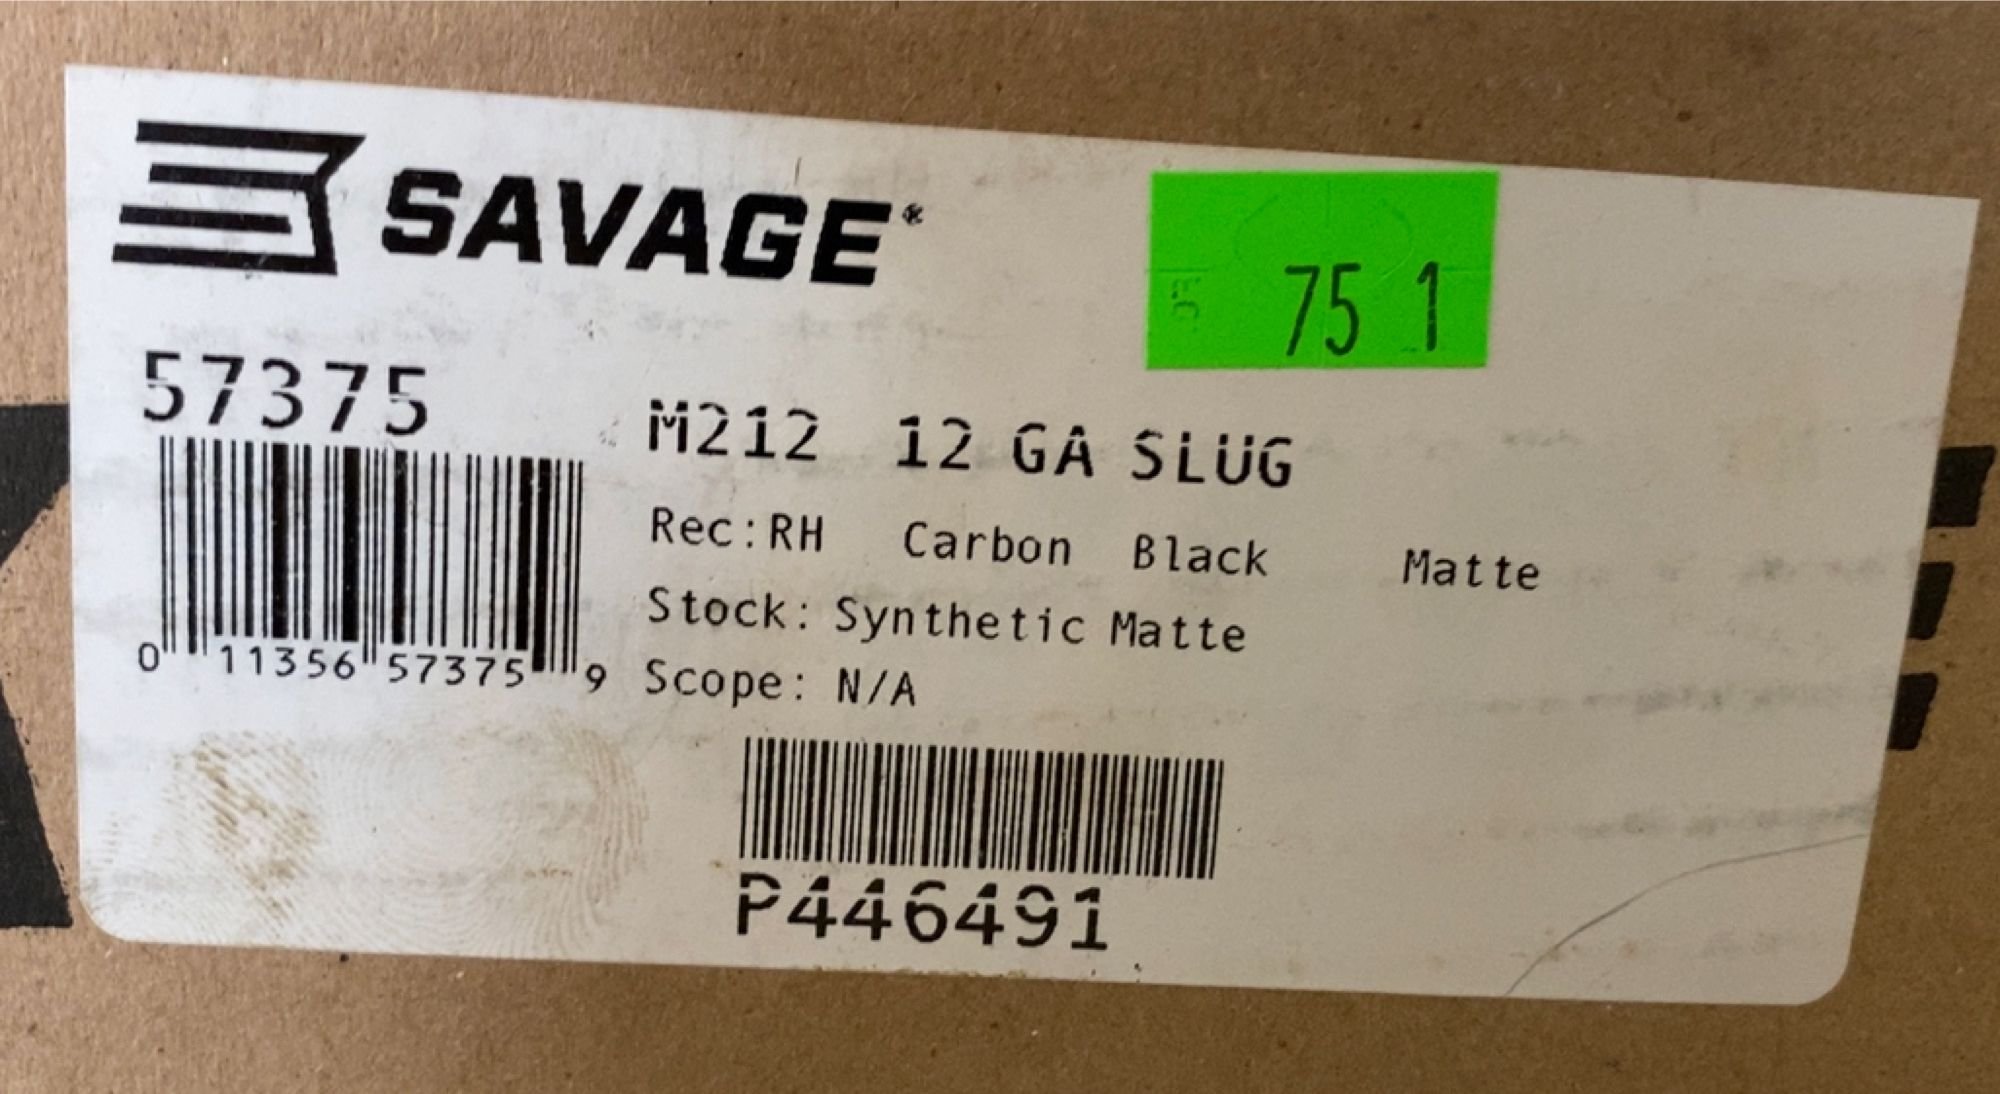 SAVAGE®
75 1
57375
M212 12 GA SLUG
Rec:RH Carbon Black Matte
Stock: Synthetic Matte
0 11356 57375 9
Scope: N/A
P446491